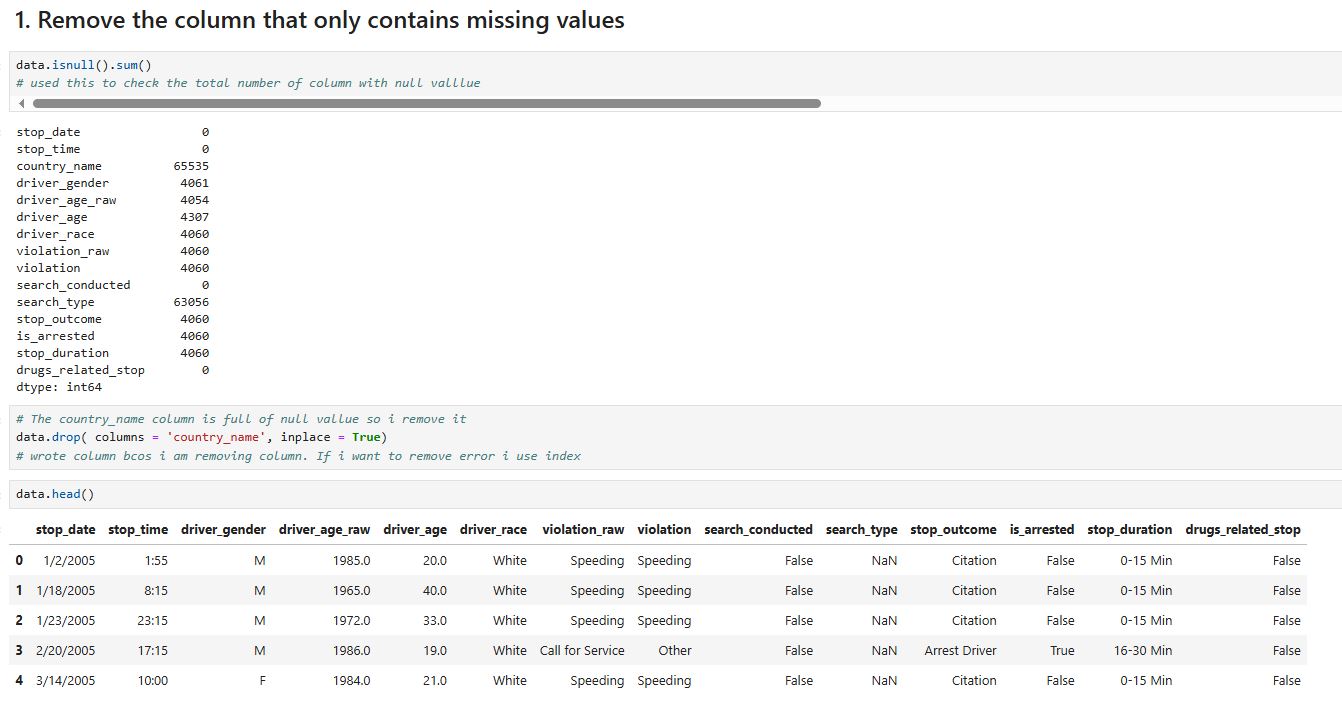 1. Remove the column that only contains missing values
data.isnull().sum()
# used this to check the total number of column with null valllue
stop_date 0
stop_time 0
country_name 65535
driver_gender 4061
driver_age_raw 4054
driver_age 4307
driver_race 4060
violation_raw 4060
violation 4060
search_conducted 0
search_type 63056
stop_outcome 4060
is_arrested 4060
stop_duration 4060
drugs_related_stop 0
dtype: int64
# The country_name column is full of null vallue so i remove it
data.drop( columns = 'country_name', inplace = True)
# wrote column bcos i am removing column. If i want to remove error i use index
data.head()
stop_date stop_time driver_gender driver_age_raw driver_age driver_race violation_raw violation search_conducted search_type stop_outcome is_arrested stop_duration drugs_related_stop
0 1/2/2005 1:55 M 1985.0 20.0 White Speeding Speeding False NaN Citation False 0-15 Min False
1 1/18/2005 8:15 M 1965.0 40.0 White Speeding Speeding False NaN Citation False 0-15 Min False
2 1/23/2005 23:15 M 1972.0 33.0 White Speeding Speeding False NaN Citation False 0-15 Min False
3 2/20/2005 17:15 M 1986.0 19.0 White Call for Service Other False NaN Arrest Driver True 16-30 Min False
4 3/14/2005 10:00 F 1984.0 21.0 White Speeding Speeding False NaN Citation False 0-15 Min False